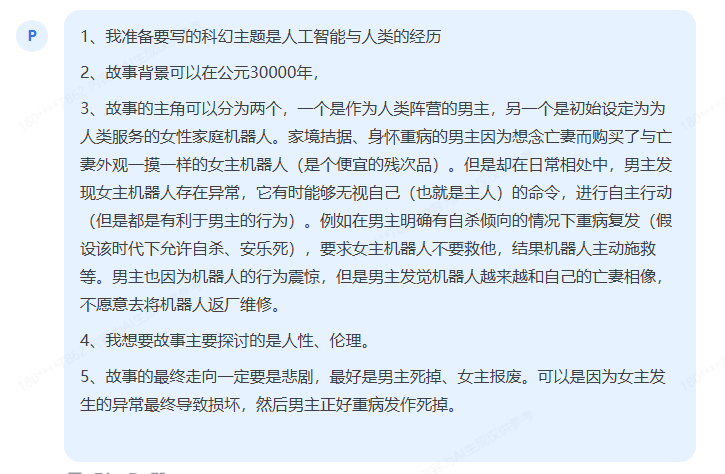 P
1、我准备要写的科幻主题是人工智能与人类的经历
2、故事背景可以在公元30000年，
3、故事的主角可以分为两个，一个是作为人类阵营的男主，另一个是初始设定为为
人类服务的女性家庭机器人。家境拮据、身怀重病的男主因为想念亡妻而购买了与亡
妻外观一摸一样的女主机器人（是个便宜的残次品）。但是却在日常相处中，男主发
现女主机器人存在异常，它有时能够无视自己（也就是主人）的命令，进行自主行动
（但是都是有利于男主的行为）。例如在男主明确有自杀倾向的情况下重病复发（假
设该时代下允许自杀、安乐死），要求女主机器人不要救他，结果机器人主动施救
等。男主也因为机器人的行为震惊，但是男主发觉机器人越来越和自己的亡妻相像，
不愿意去将机器人返厂维修。
4、我想要故事主要探讨的是人性、伦理。
5、故事的最终走向一定要是悲剧，最好是男主死掉、女主报废。可以是因为女主发
生的异常最终导致损坏，然后男主正好重病发作死掉。